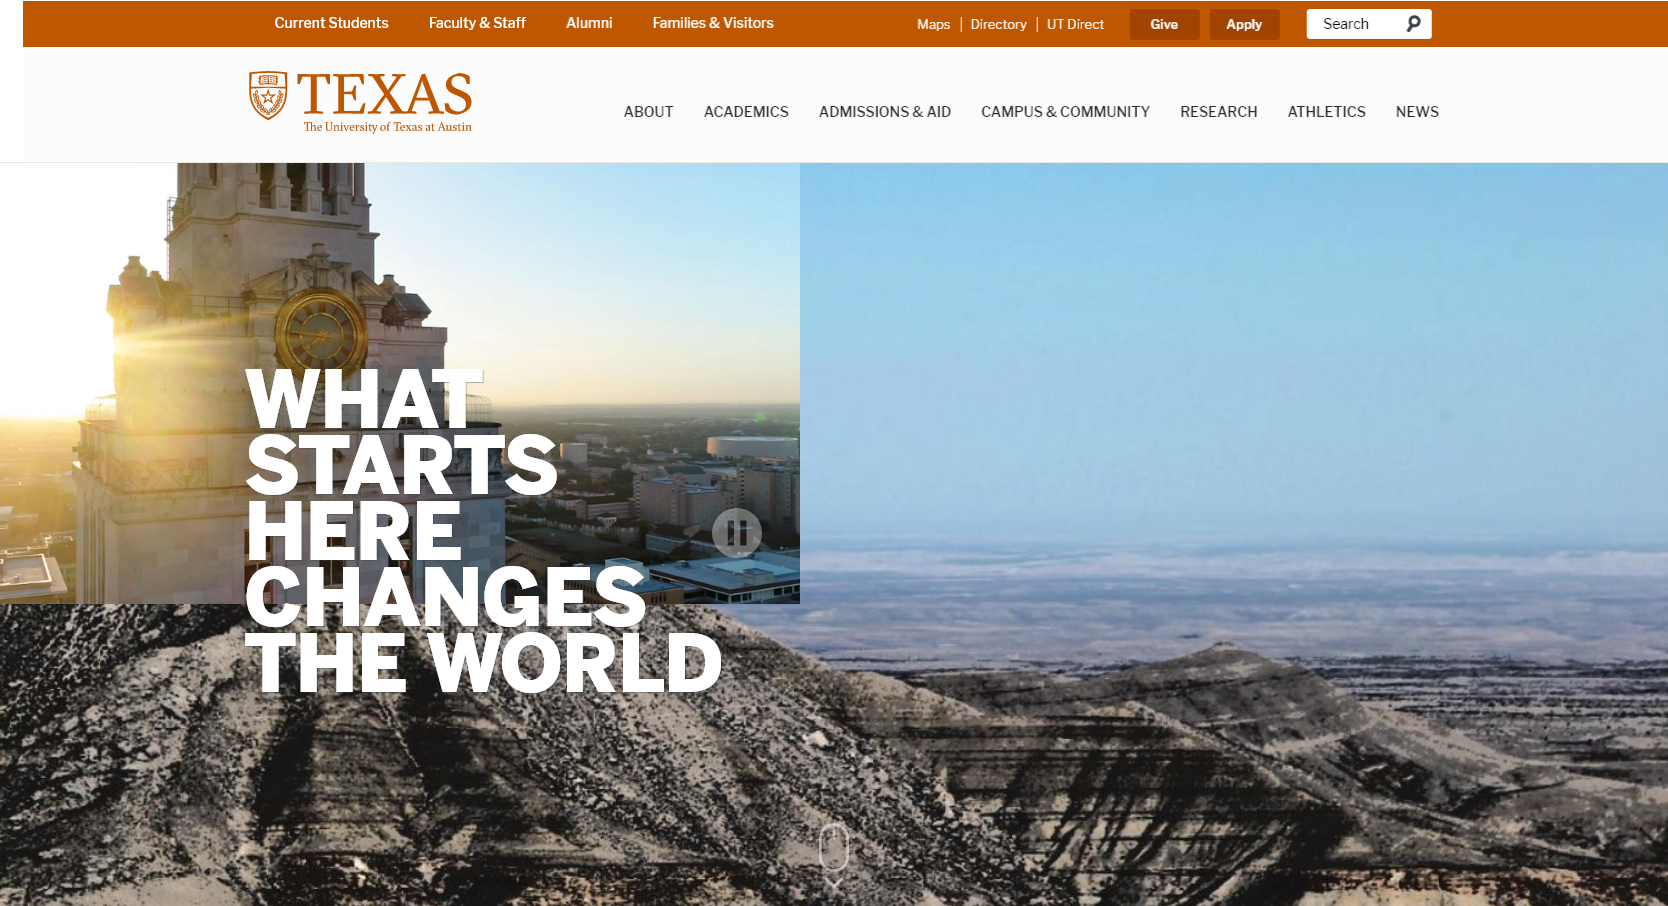 Current Students Faculty & Staff Alumni Families & Visitors Maps Directory UT Direct Give Apply Search
TEXAS
The University of Texas at Austin
ABOUT ACADEMICS ADMISSIONS & AID CAMPUS & COMMUNITY RESEARCH ATHLETICS NEWS
WHAT
STARTS
HERE
CHANGES
THE WORLD